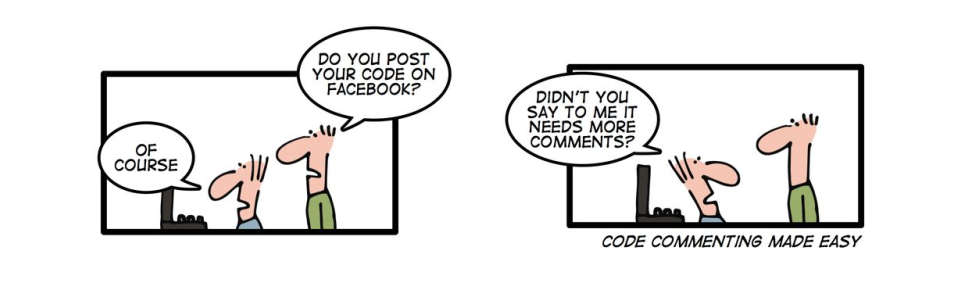 DO YOU POST
YOUR CODE ON
FACEBOOK?
OF
COURSE
DIDN'T YOU
SAY TO ME IT
NEEDS MORE
COMMENTS?
CODE COMMENTING MADE EASY